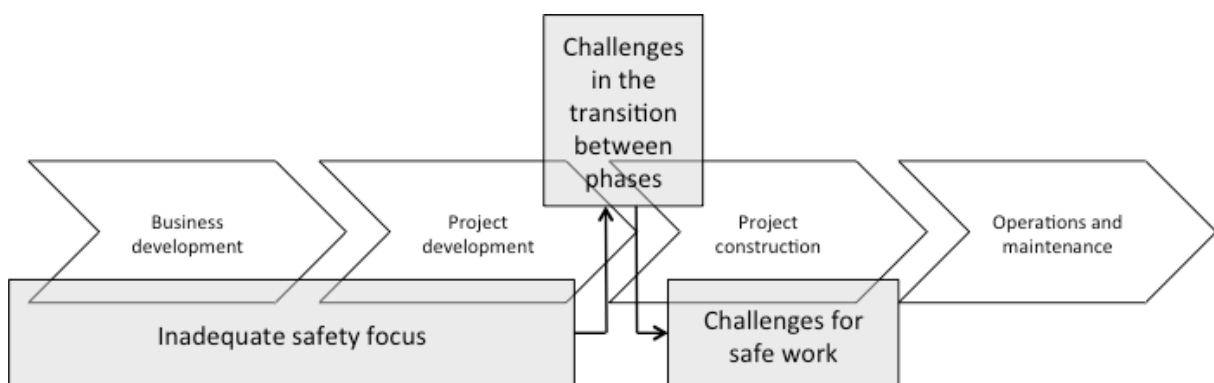 Challenges
in the
transition
between
phases
Business
development
Project
development
Project
construction
Operations and
maintenance
Inadequate safety focus
Challenges for
safe work